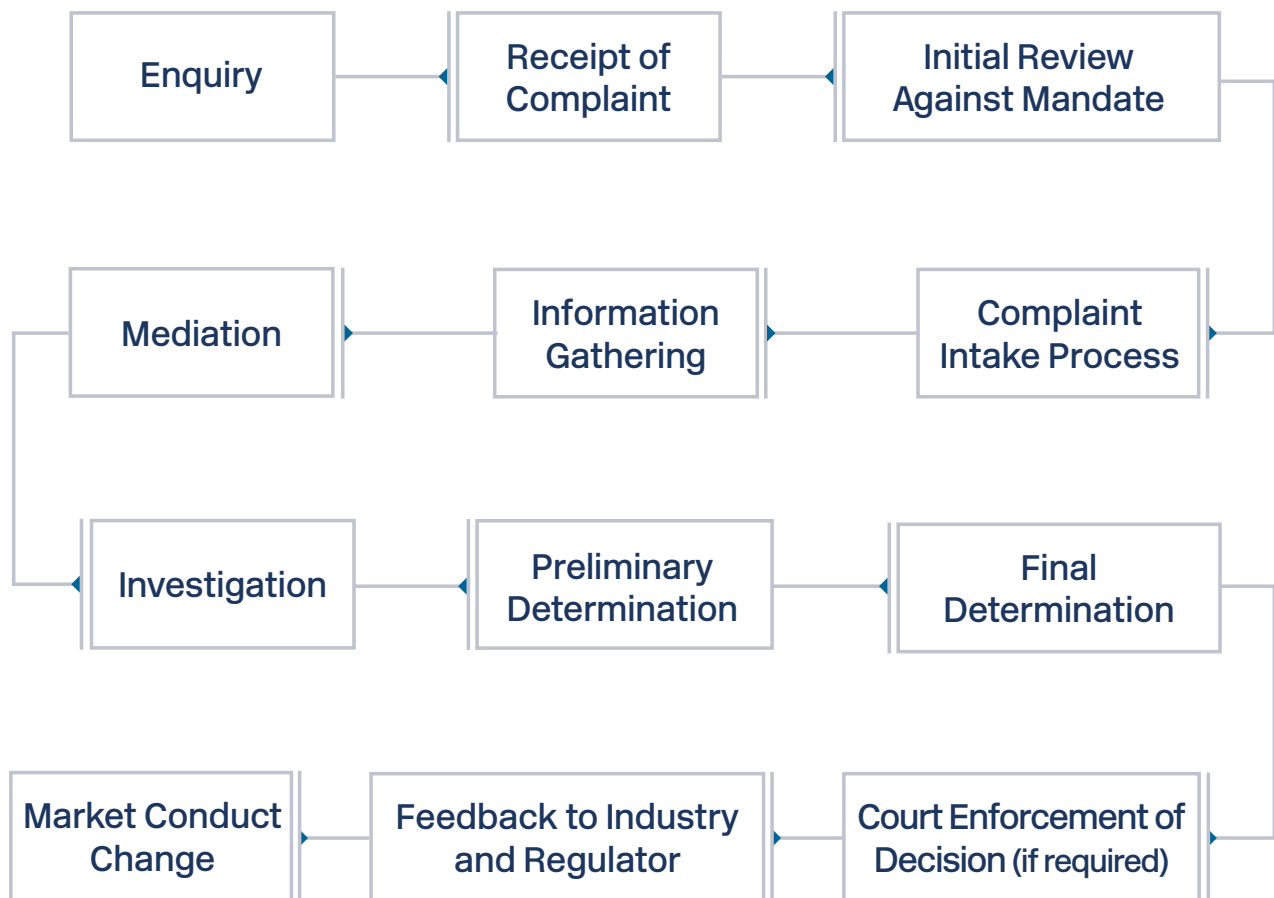 Enquiry
Receipt of
Complaint
Initial Review
Against Mandate
Complaint
Intake Process
Information
Gathering
Mediation
Investigation
Preliminary
Determination
Final
Determination
Court Enforcement of
Decision (if required)
Feedback to Industry
and Regulator
Market Conduct
Change